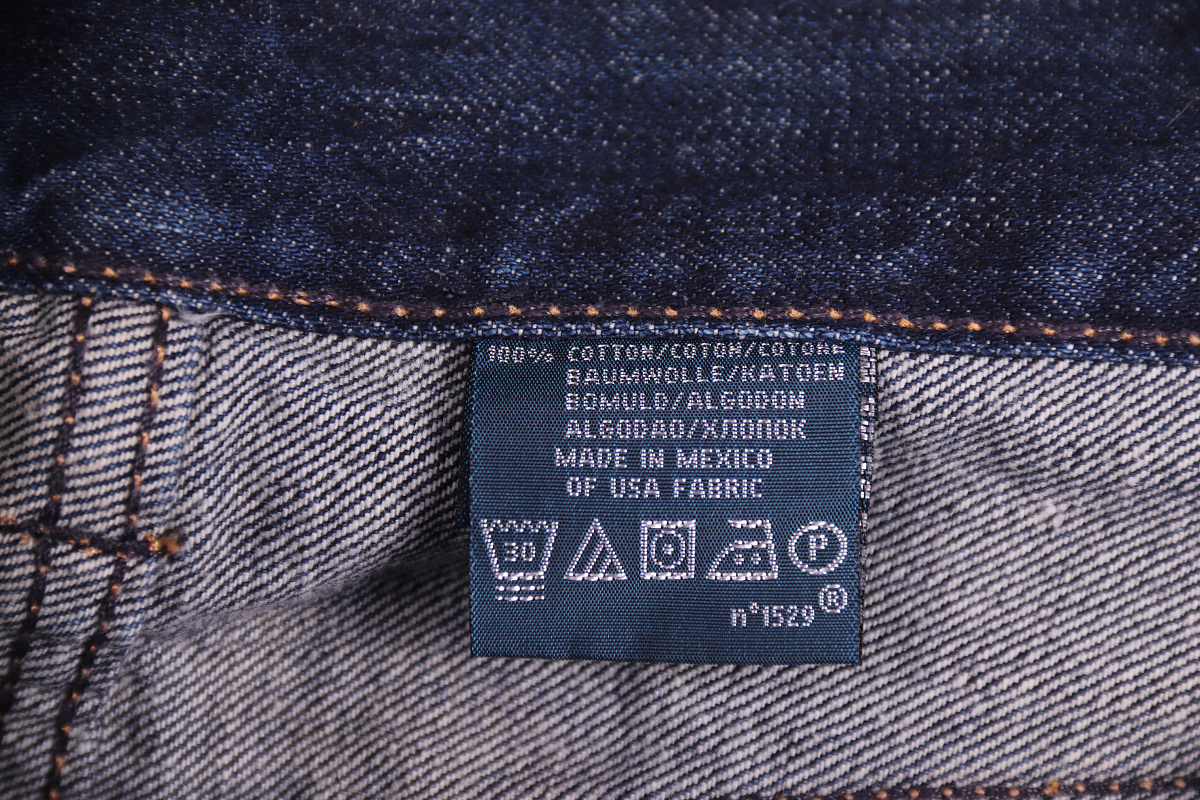 100% COTTON/COTON/COTONE
BAUMWOLLE/KATOEN
BOMULD/ALGODON
ALGODAO/ХЛОПОК
MADE IN MEXICO
OF USA FABRIC
30
P
n°1529®